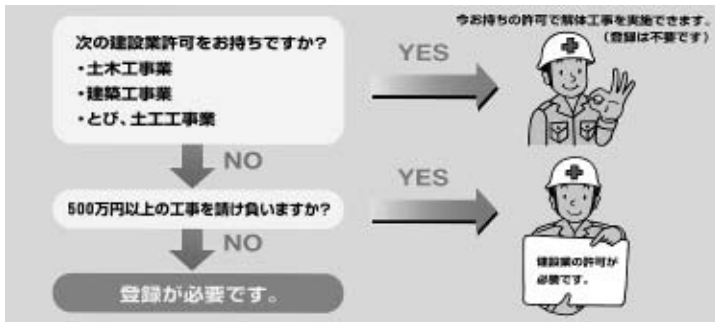 次の建設業許可をお持ちですか？
・土木工事業
・建築工事業
・とび、土工工事業
YES
今お持ちの許可で解体工事を実施できます。
（登録は不要です）
NO
500万円以上の工事を請け負いますか？
YES
建設業の許可が
必要です。
NO
登録が必要です。